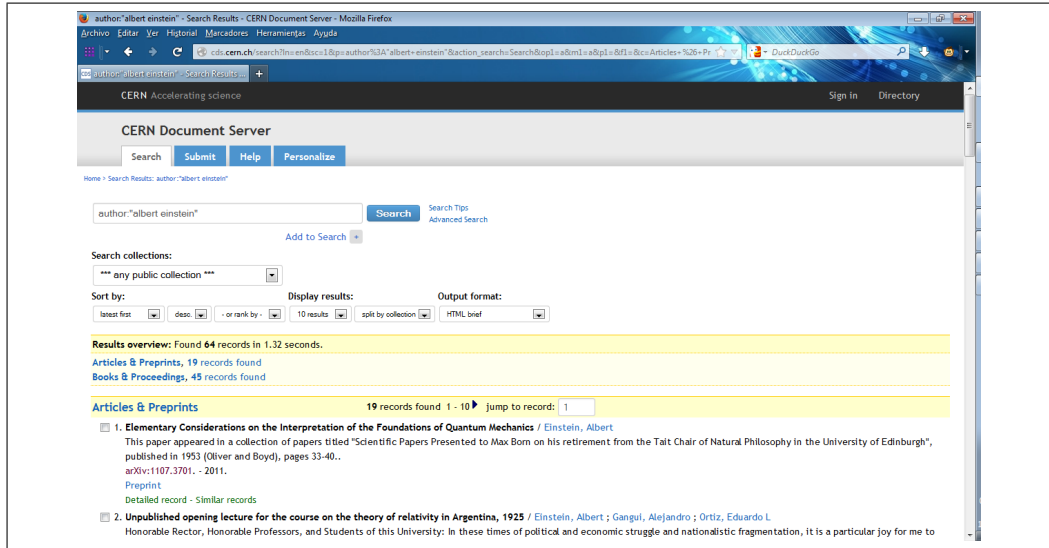 author:"albert einstein" - Search Results - CERN Document Server - Mozilla Firefox
Archivo Editar Ver Historial Marcadores Herramientas Ayuda
cds.cern.ch/search?ln=en&sc=1&p=author%3A"albert+einstein"&action_search=Search&op1=a&m1=a&p1=&f1=&c=Articles+%26+Pr DuckDuckGo
author:"albert einstein" - Search Results ... +
CERN Accelerating science Sign in Directory
CERN Document Server
Search Submit Help Personalize
Home > Search Results: author:"albert einstein"
author:"albert einstein" Search Search Tips
Advanced Search
Add to Search +
Search collections:
*** any public collection ***
Sort by: Display results: Output format:
latest first desc. - or rank by - 10 results split by collection HTML brief
Results overview: Found 64 records in 1.32 seconds.
Articles & Preprints, 19 records found
Books & Proceedings, 45 records found
Articles & Preprints 19 records found 1 - 10 jump to record: 1
1. Elementary Considerations on the Interpretation of the Foundations of Quantum Mechanics / Einstein, Albert
This paper appeared in a collection of papers titled "Scientific Papers Presented to Max Born on his retirement from the Tait Chair of Natural Philosophy in the University of Edinburgh",
published in 1953 (Oliver and Boyd), pages 33-40..
arXiv:1107.3701. - 2011.
Preprint
Detailed record - Similar records
2. Unpublished opening lecture for the course on the theory of relativity in Argentina, 1925 / Einstein, Albert ; Gangui, Alejandro ; Ortiz, Eduardo L
Honorable Rector, Honorable Professors, and Students of this University: In these times of political and economic struggle and nationalistic fragmentation, it is a particular joy for me to